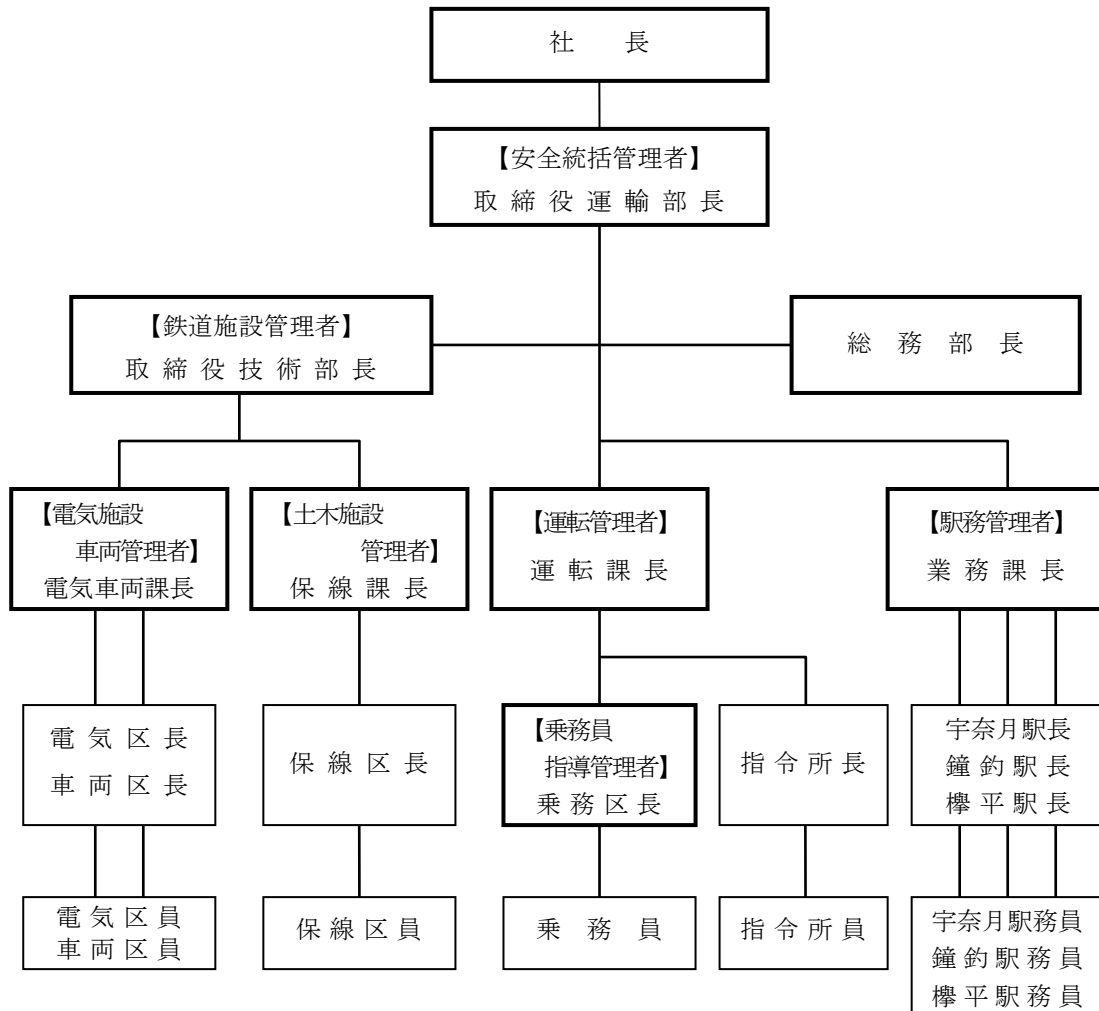 社長
【安全統括管理者】
取締役運輸部長
【鉄道施設管理者】
取締役技術部長
総務部長
【電気施設
車両管理者】
電気車両課長
【土木施設
管理者】
保線課長
【運転管理者】
運転課長
【駅務管理者】
業務課長
電気区長
車両区長
保線区長
【乗務員
指導管理者】
乗務区長
指令所長
宇奈月駅長
鐘釣駅長
欅平駅長
電気区員
車両区員
保線区員
乗務員
指令所員
宇奈月駅務員
鐘釣駅務員
欅平駅務員